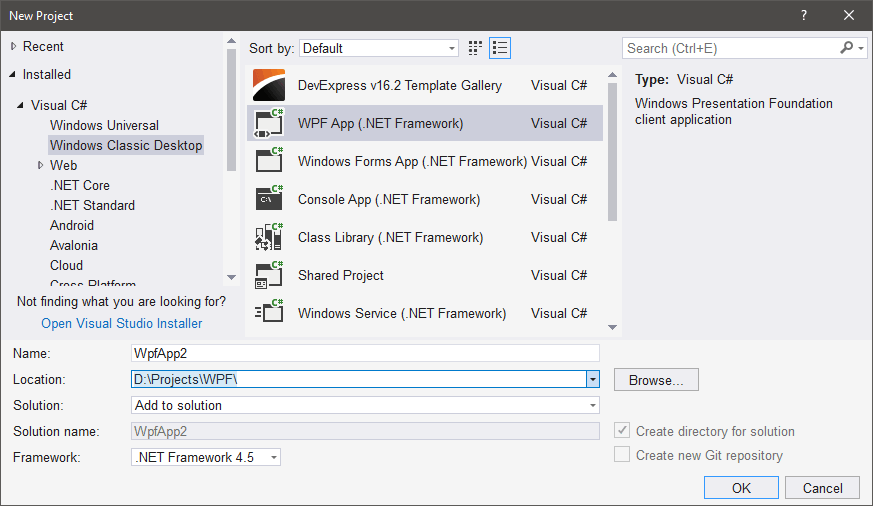 New Project
?
Recent
Installed
Visual C#
Windows Universal
Windows Classic Desktop
Web
.NET Core
.NET Standard
Android
Avalonia
Cloud
Cross Platform
Not finding what you are looking for?
Open Visual Studio Installer
Sort by: Default
DevExpress v16.2 Template Gallery Visual C#
C# WPF App (.NET Framework) Visual C#
C# Windows Forms App (.NET Framework) Visual C#
C# C:\ Console App (.NET Framework) Visual C#
C# Class Library (.NET Framework) Visual C#
C# Shared Project Visual C#
C# Windows Service (.NET Framework) Visual C#
Search (Ctrl+E)
Type: Visual C#
Windows Presentation Foundation
client application
Name: WpfApp2
Location: D:\Projects\WPF\ Browse...
Solution: Add to solution
Solution name: WpfApp2 Create directory for solution
Framework: .NET Framework 4.5 Create new Git repository
OK Cancel